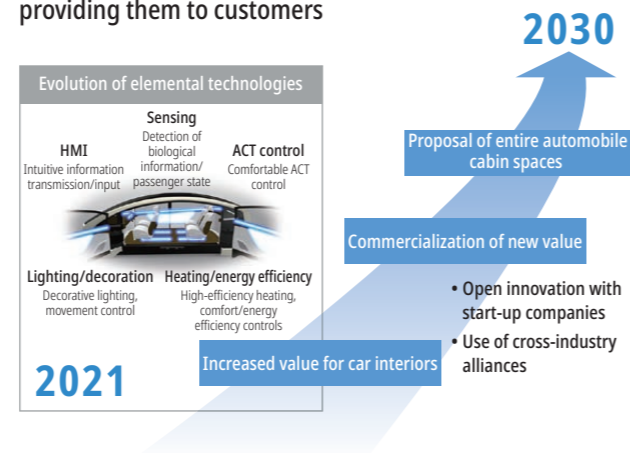 providing them to customers
2030
Evolution of elemental technologies
Sensing
Detection of
biological
information/
passenger state
HMI
Intuitive information
transmission/input
ACT control
Comfortable ACT
control
Lighting/decoration
Decorative lighting,
movement control
Heating/energy efficiency
High-efficiency heating,
comfort/energy
efficiency controls
2021
Proposal of entire automobile
cabin spaces
Commercialization of new value
• Open innovation with
start-up companies
• Use of cross-industry
alliances
Increased value for car interiors